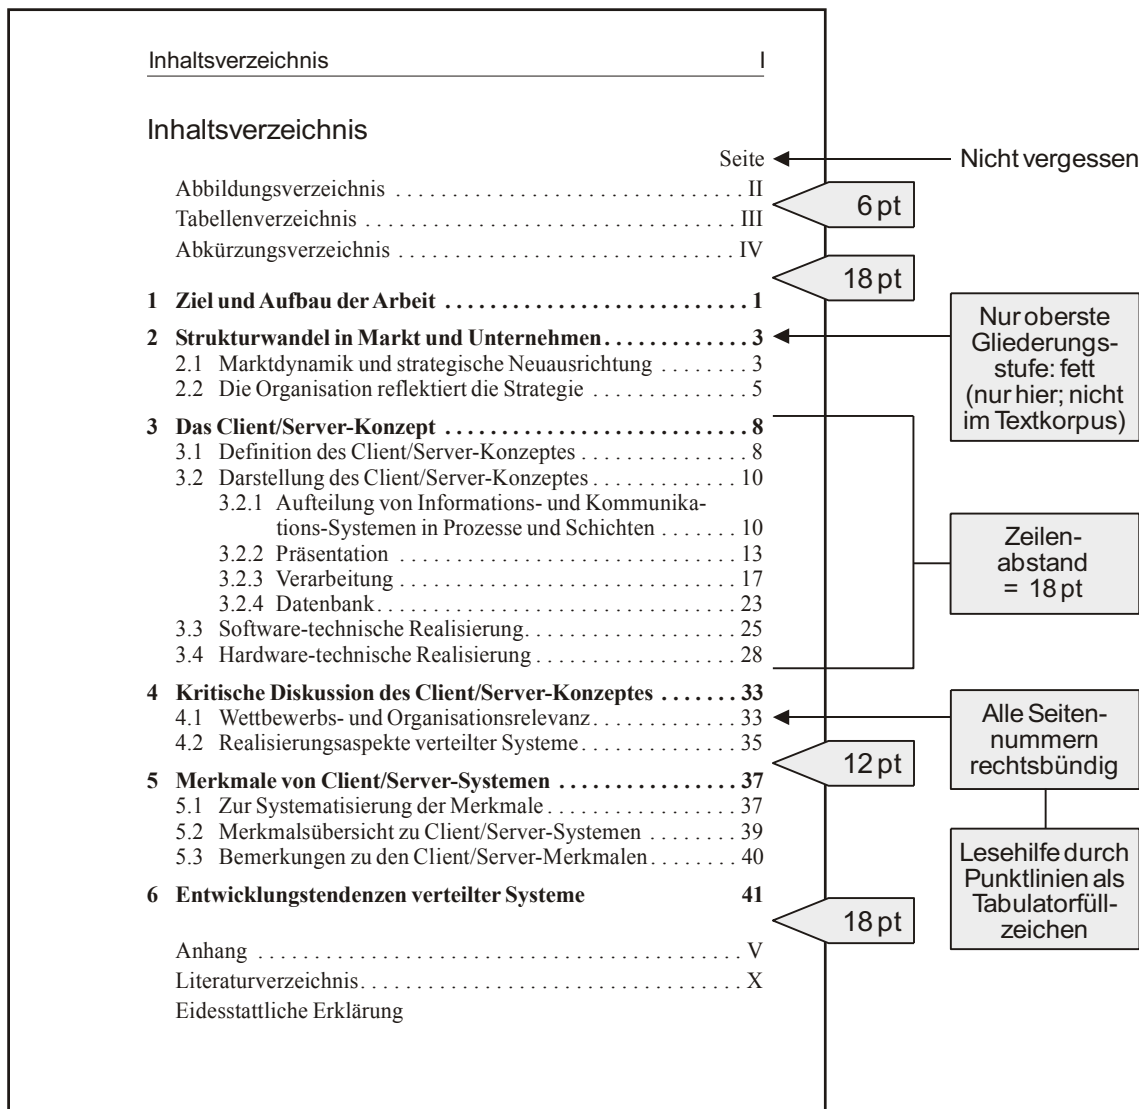 Inhaltsverzeichnis I
Inhaltsverzeichnis
Seite
Nicht vergessen
Abbildungsverzeichnis . . . . . . . . . . . . . . . . . . . . . . . . . . . . . . . . . II
6 pt
Tabellenverzeichnis . . . . . . . . . . . . . . . . . . . . . . . . . . . . . . . . . . . III
Abkürzungsverzeichnis . . . . . . . . . . . . . . . . . . . . . . . . . . . . . . . . IV
18 pt
1 Ziel und Aufbau der Arbeit . . . . . . . . . . . . . . . . . . . . . . . . . . . . 1
2 Strukturwandel in Markt und Unternehmen . . . . . . . . . . . . . 3
2.1 Marktdynamik und strategische Neuausrichtung . . . . . . . . . 3
2.2 Die Organisation reflektiert die Strategie . . . . . . . . . . . . . . . 5
Nur oberste
Gliederungs-
stufe: fett
(nur hier; nicht
im Textkorpus)
3 Das Client/Server-Konzept . . . . . . . . . . . . . . . . . . . . . . . . . . . . 8
3.1 Definition des Client/Server-Konzeptes . . . . . . . . . . . . . . . . 8
3.2 Darstellung des Client/Server-Konzeptes . . . . . . . . . . . . . . 10
3.2.1 Aufteilung von Informations- und Kommunika-
tions-Systemen in Prozesse und Schichten . . . . . . . 10
3.2.2 Präsentation . . . . . . . . . . . . . . . . . . . . . . . . . . . . . 13
3.2.3 Verarbeitung . . . . . . . . . . . . . . . . . . . . . . . . . . . . . 17
3.2.4 Datenbank . . . . . . . . . . . . . . . . . . . . . . . . . . . . . . . 23
3.3 Software-technische Realisierung . . . . . . . . . . . . . . . . . . . . 25
3.4 Hardware-technische Realisierung . . . . . . . . . . . . . . . . . . . 28
Zeilen-
abstand
= 18 pt
4 Kritische Diskussion des Client/Server-Konzeptes . . . . . . . 33
4.1 Wettbewerbs- und Organisationsrelevanz . . . . . . . . . . . . . . 33
4.2 Realisierungsaspekte verteilter Systeme . . . . . . . . . . . . . . . 35
Alle Seiten-
nummern
rechtsbündig
12 pt
5 Merkmale von Client/Server-Systemen . . . . . . . . . . . . . . . . . 37
5.1 Zur Systematisierung der Merkmale . . . . . . . . . . . . . . . . . . 37
5.2 Merkmalsübersicht zu Client/Server-Systemen . . . . . . . . . 39
5.3 Bemerkungen zu den Client/Server-Merkmalen . . . . . . . . . 40
Lesehilfe durch
Punktlinien als
Tabulatorfüll-
zeichen
6 Entwicklungstendenzen verteilter Systeme 41
18 pt
Anhang . . . . . . . . . . . . . . . . . . . . . . . . . . . . . . . . . . . . . . . . . . . . V
Literaturverzeichnis . . . . . . . . . . . . . . . . . . . . . . . . . . . . . . . . . . . X
Eidesstattliche Erklärung